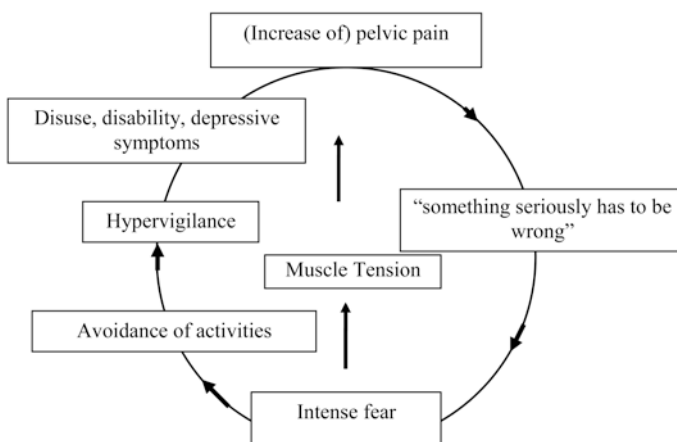 (Increase of) pelvic pain
Disuse, disability, depressive
symptoms
“something seriously has to be
wrong”
Hypervigilance
Muscle Tension
Avoidance of activities
Intense fear